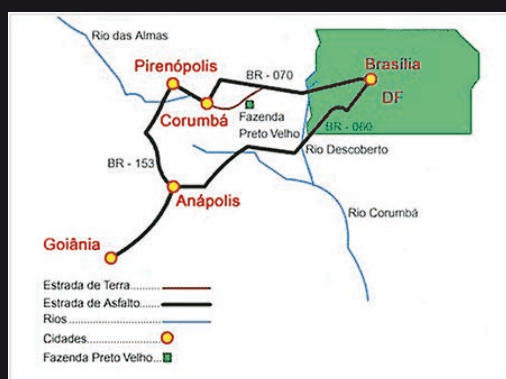 Rio das Almas
Pirenópolis
BR - 070
Brasília
DF
Corumbá
Fazenda
Preto Velho
BR - 060
Rio Descoberto
BR - 153
Anápolis
Rio Corumbá
Goiânia
Estrada de Terra..............
Estrada de Asfalto.......
Rios............................
Cidades......................
Fazenda Preto Velho...